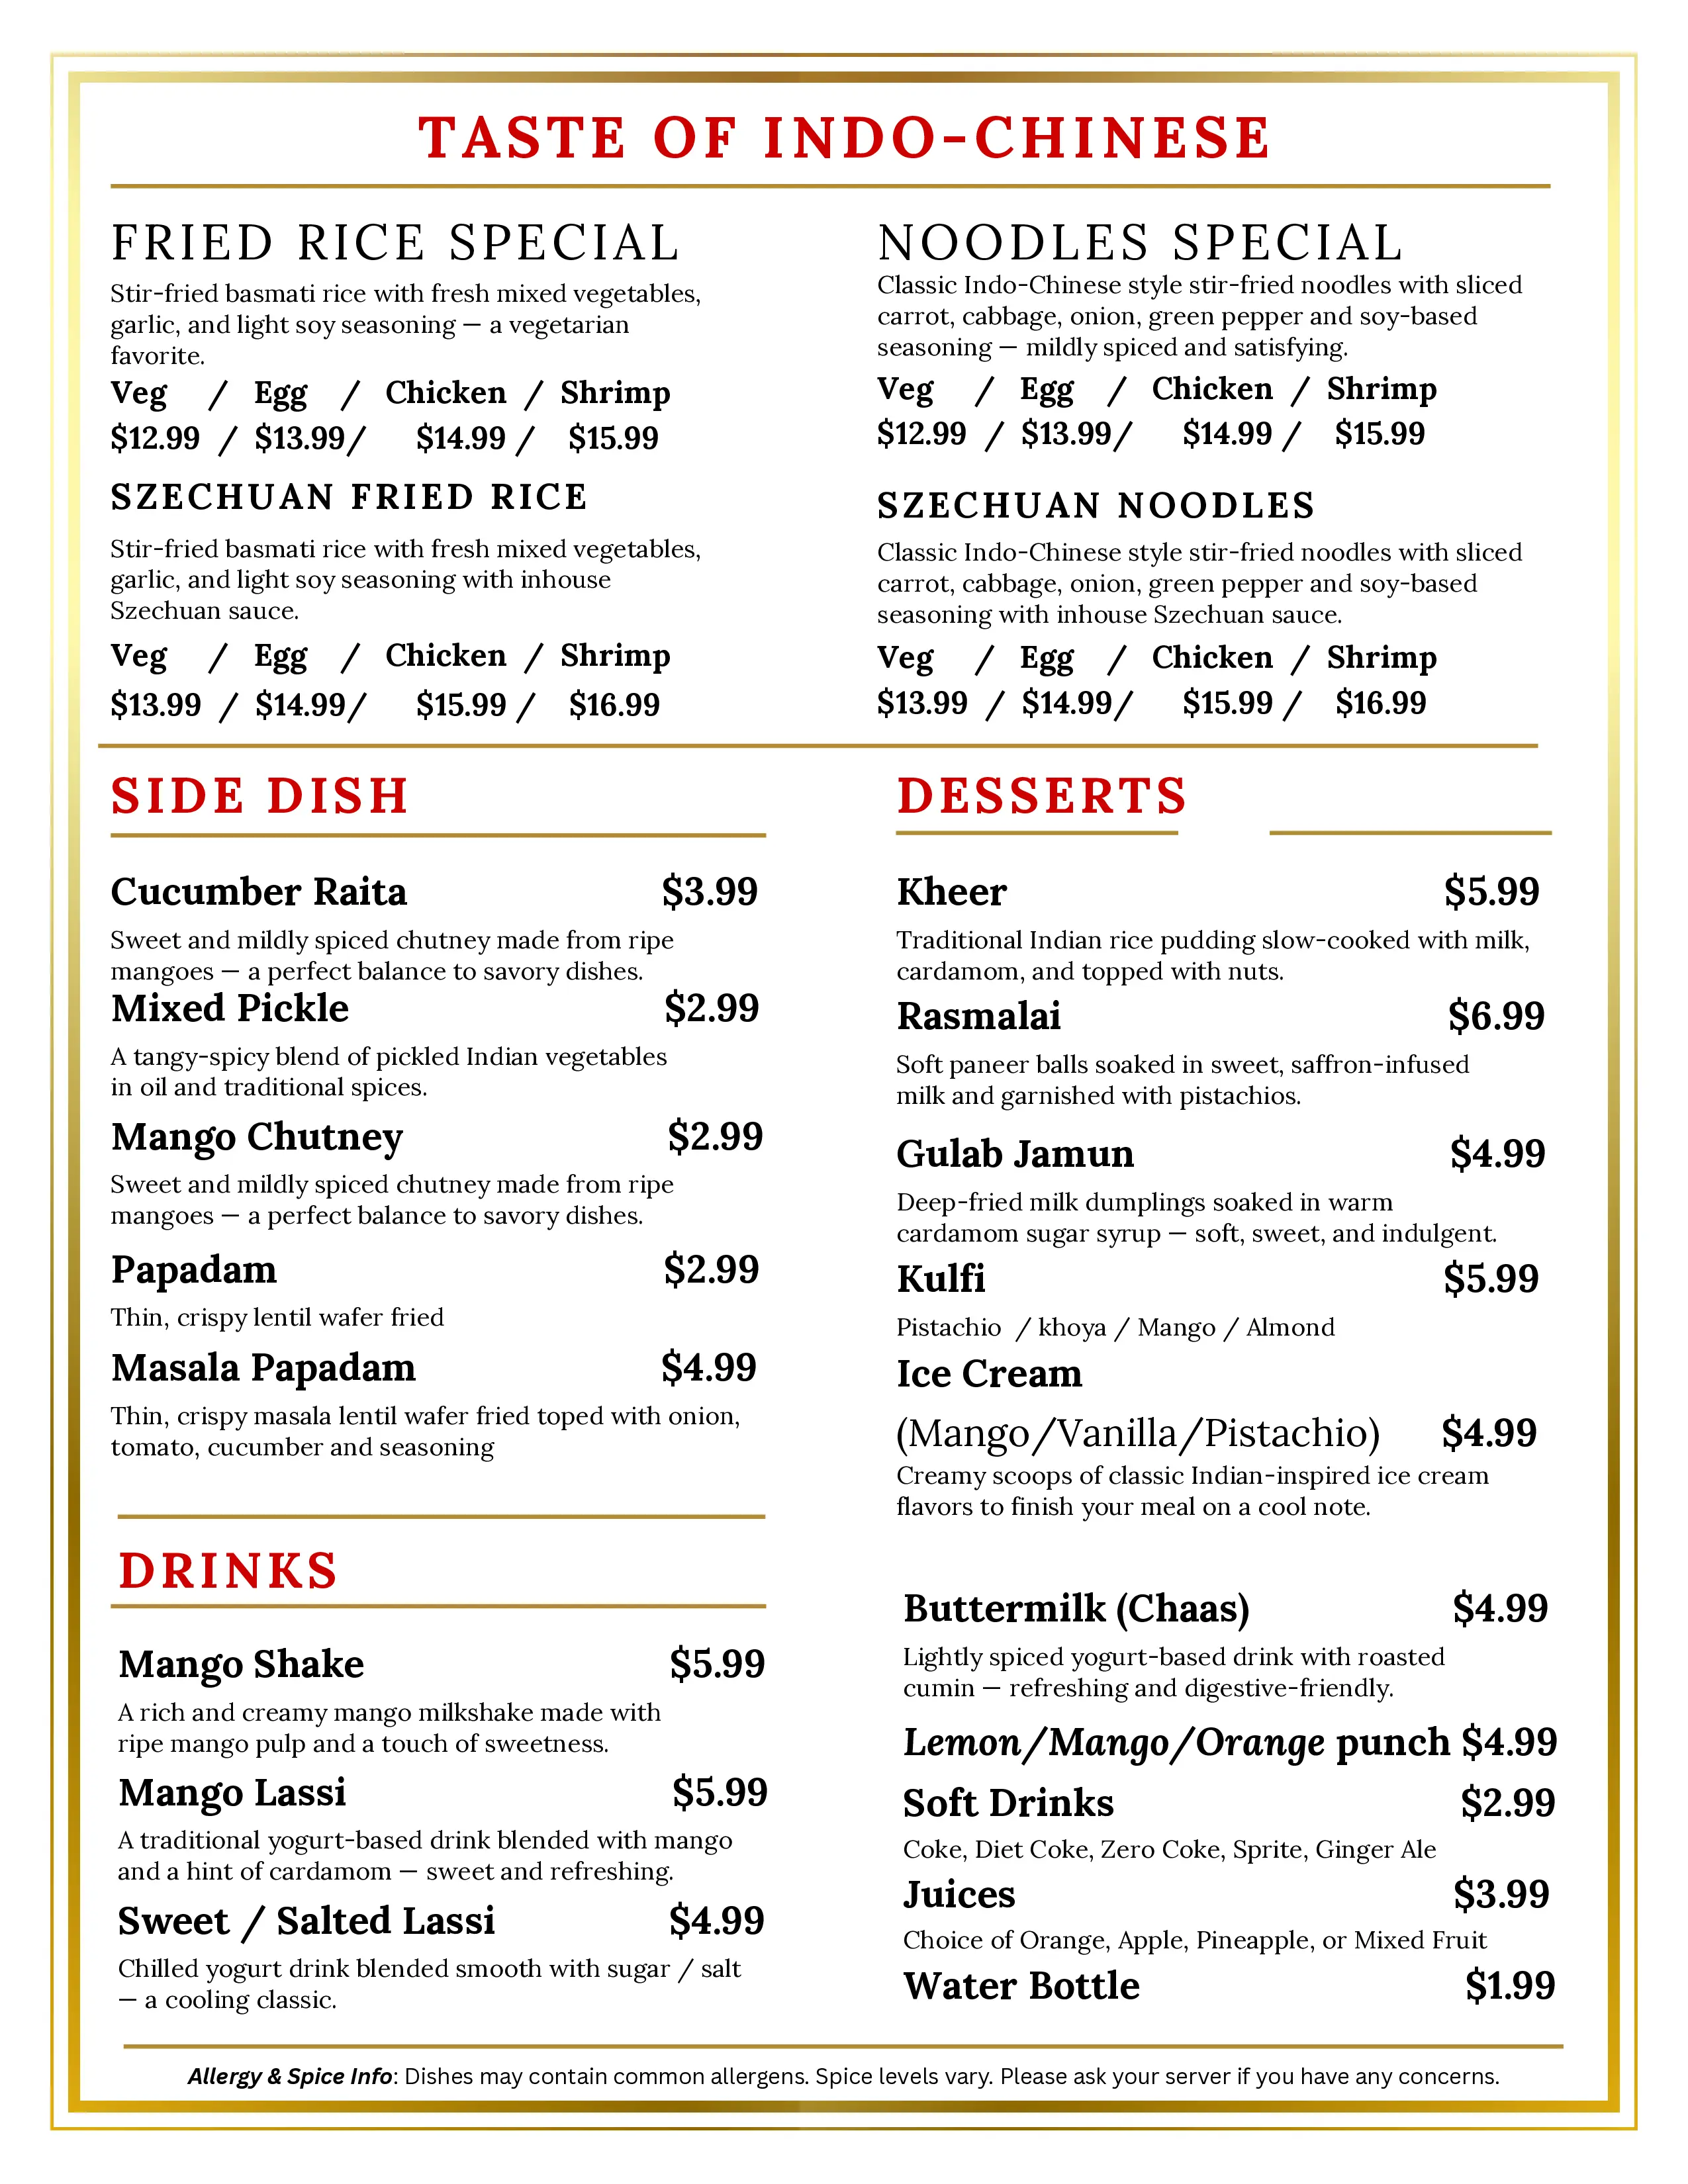 TASTE OF INDO-CHINESE
FRIED RICE SPECIAL
Stir-fried basmati rice with fresh mixed vegetables,
garlic, and light soy seasoning — a vegetarian
favorite.
Veg / Egg / Chicken / Shrimp
$12.99 / $13.99/ $14.99 / $15.99
SZECHUAN FRIED RICE
Stir-fried basmati rice with fresh mixed vegetables,
garlic, and light soy seasoning with inhouse
Szechuan sauce.
Veg / Egg / Chicken / Shrimp
$13.99 / $14.99/ $15.99 / $16.99
NOODLES SPECIAL
Classic Indo-Chinese style stir-fried noodles with sliced
carrot, cabbage, onion, green pepper and soy-based
seasoning — mildly spiced and satisfying.
Veg / Egg / Chicken / Shrimp
$12.99 / $13.99/ $14.99 / $15.99
SZECHUAN NOODLES
Classic Indo-Chinese style stir-fried noodles with sliced
carrot, cabbage, onion, green pepper and soy-based
seasoning with inhouse Szechuan sauce.
Veg / Egg / Chicken / Shrimp
$13.99 / $14.99/ $15.99 / $16.99
SIDE DISH
Cucumber Raita $3.99
Sweet and mildly spiced chutney made from ripe
mangoes — a perfect balance to savory dishes.
Mixed Pickle $2.99
A tangy-spicy blend of pickled Indian vegetables
in oil and traditional spices.
Mango Chutney $2.99
Sweet and mildly spiced chutney made from ripe
mangoes — a perfect balance to savory dishes.
Papadam $2.99
Thin, crispy lentil wafer fried
Masala Papadam $4.99
Thin, crispy masala lentil wafer fried toped with onion,
tomato, cucumber and seasoning
DESSERTS
Kheer $5.99
Traditional Indian rice pudding slow-cooked with milk,
cardamom, and topped with nuts.
Rasmalai $6.99
Soft paneer balls soaked in sweet, saffron-infused
milk and garnished with pistachios.
Gulab Jamun $4.99
Deep-fried milk dumplings soaked in warm
cardamom sugar syrup — soft, sweet, and indulgent.
Kulfi $5.99
Pistachio / khoya / Mango / Almond
Ice Cream
(Mango/Vanilla/Pistachio) $4.99
Creamy scoops of classic Indian-inspired ice cream
flavors to finish your meal on a cool note.
DRINKS
Mango Shake $5.99
A rich and creamy mango milkshake made with
ripe mango pulp and a touch of sweetness.
Mango Lassi $5.99
A traditional yogurt-based drink blended with mango
and a hint of cardamom — sweet and refreshing.
Sweet / Salted Lassi $4.99
Chilled yogurt drink blended smooth with sugar / salt
— a cooling classic.
Buttermilk (Chaas) $4.99
Lightly spiced yogurt-based drink with roasted
cumin — refreshing and digestive-friendly.
Lemon/Mango/Orange punch $4.99
Soft Drinks $2.99
Coke, Diet Coke, Zero Coke, Sprite, Ginger Ale
Juices $3.99
Choice of Orange, Apple, Pineapple, or Mixed Fruit
Water Bottle $1.99
Allergy & Spice Info: Dishes may contain common allergens. Spice levels vary. Please ask your server if you have any concerns.